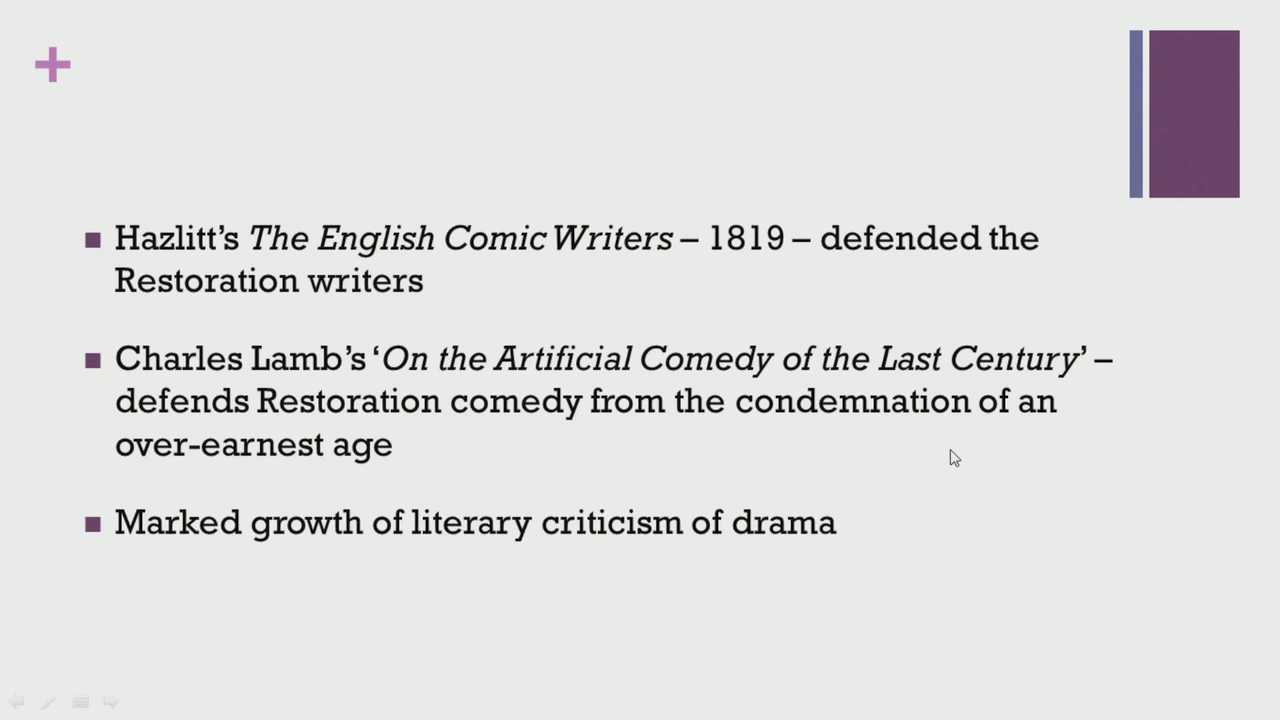 Hazlitt’s The English Comic Writers – 1819 – defended the
Restoration writers
Charles Lamb’s ‘On the Artificial Comedy of the Last Century’ –
defends Restoration comedy from the condemnation of an
over-earnest age
Marked growth of literary criticism of drama